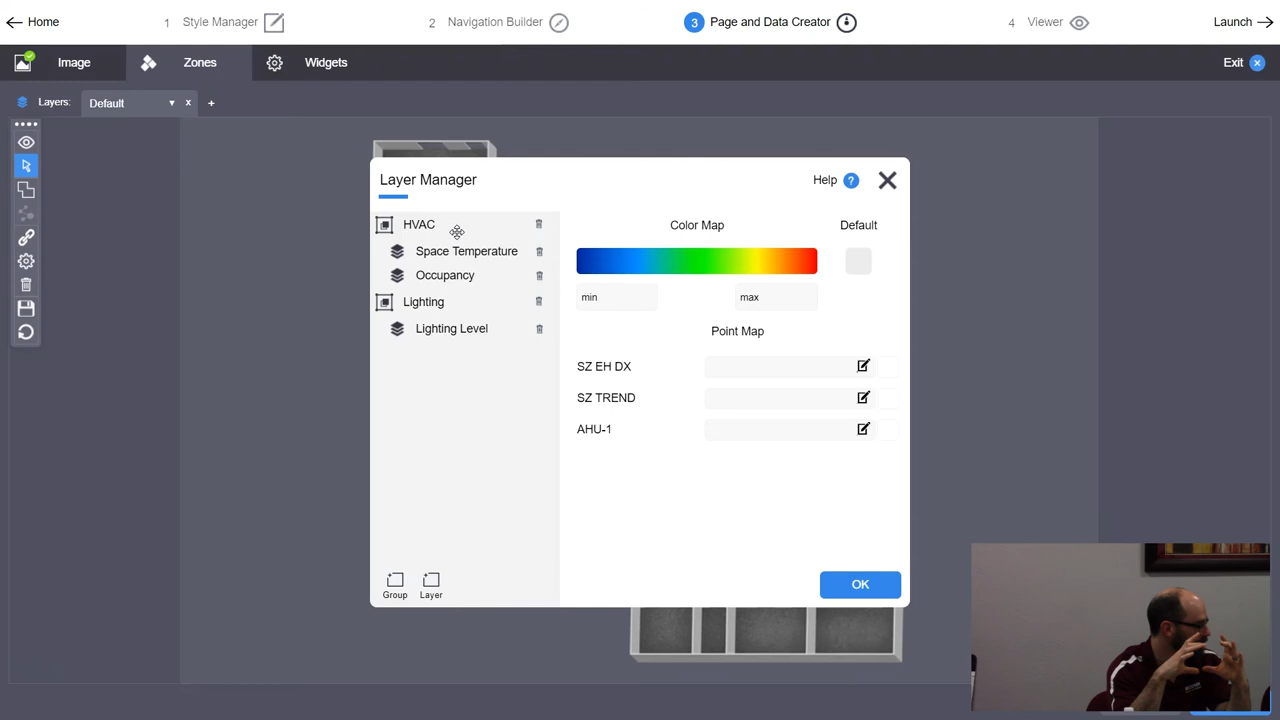 Home
1 Style Manager
2 Navigation Builder
3 Page and Data Creator
4 Viewer
Launch
Image
Zones
Widgets
Exit
Layers:
Default
+
Layer Manager
Help ?
HVAC
Space Temperature
Occupancy
Lighting
Lighting Level
Group
Layer
Color Map
Default
min
max
Point Map
SZ EH DX
SZ TREND
AHU-1
OK